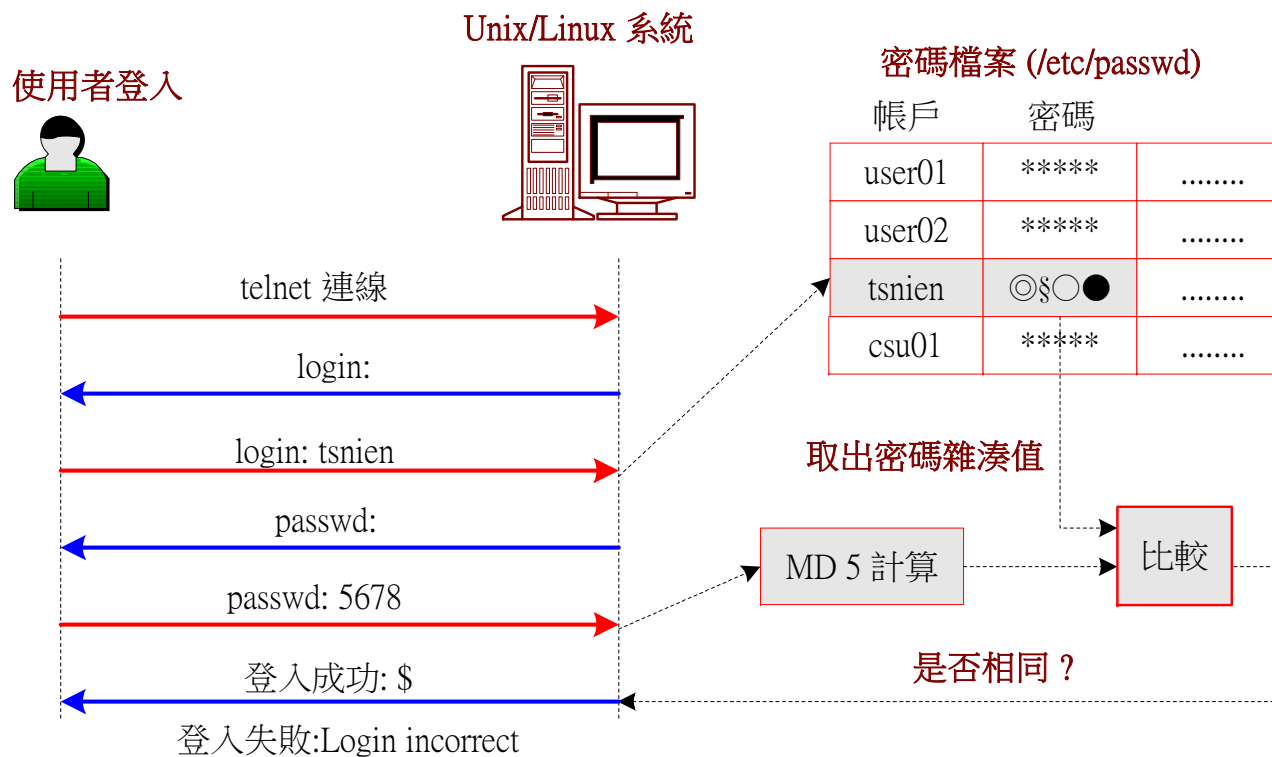 Unix/Linux 系統
使用者登入
密碼檔案 (/etc/passwd)
帳戶 密碼
user01 ***** ........
user02 ***** ........
tsnien ◎§○● ........
csu01 ***** ........
telnet 連線
login:
login: tsnien
passwd:
passwd: 5678
登入成功: $
登入失敗:Login incorrect
取出密碼雜湊值
MD 5 計算
比較
是否相同？